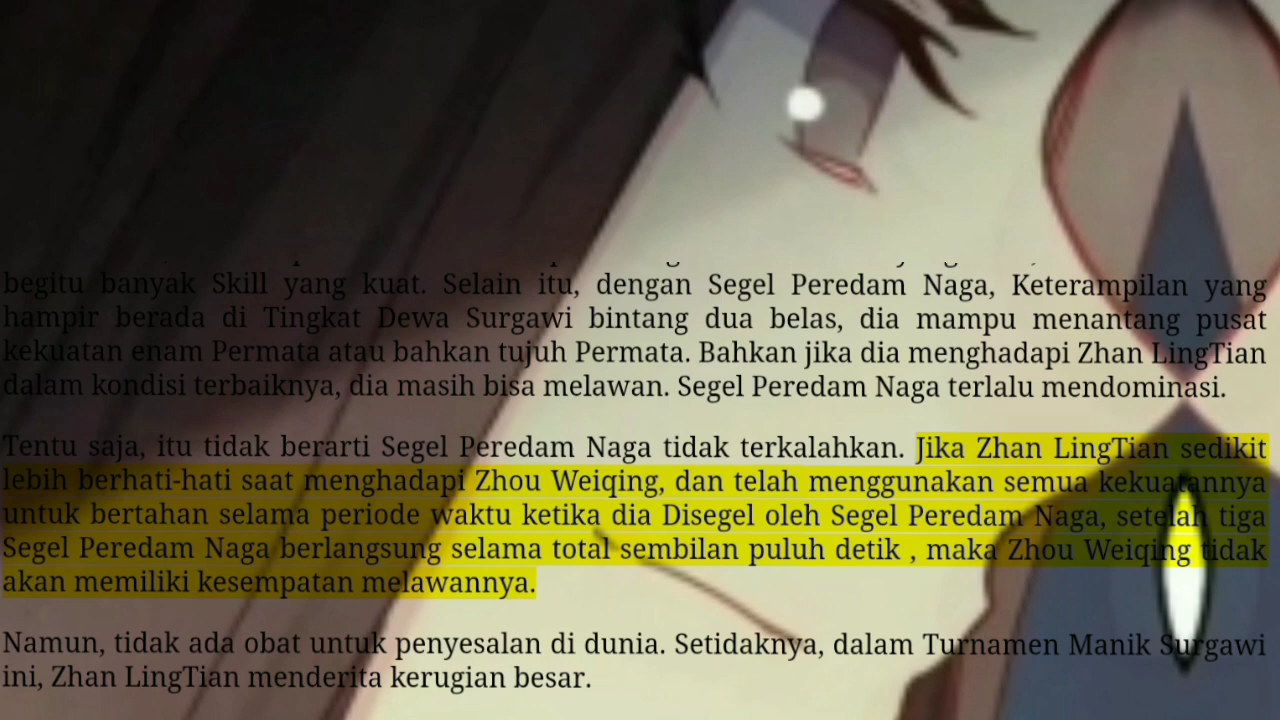 begitu banyak Skill yang kuat. Selain itu, dengan Segel Peredam Naga, Keterampilan yang
hampir berada di Tingkat Dewa Surgawi bintang dua belas, dia mampu menantang pusat
kekuatan enam Permata atau bahkan tujuh Permata. Bahkan jika dia menghadapi Zhan LingTian
dalam kondisi terbaiknya, dia masih bisa melawan. Segel Peredam Naga terlalu mendominasi.
Tentu saja, itu tidak berarti Segel Peredam Naga tidak terkalahkan. Jika Zhan LingTian sedikit
lebih berhati-hati saat menghadapi Zhou Weiqing, dan telah menggunakan semua kekuatannya
untuk bertahan selama periode waktu ketika dia Disegel oleh Segel Peredam Naga, setelah tiga
Segel Peredam Naga berlangsung selama total sembilan puluh detik , maka Zhou Weiqing tidak
akan memiliki kesempatan melawannya.
Namun, tidak ada obat untuk penyesalan di dunia. Setidaknya, dalam Turnamen Manik Surgawi
ini, Zhan LingTian menderita kerugian besar.